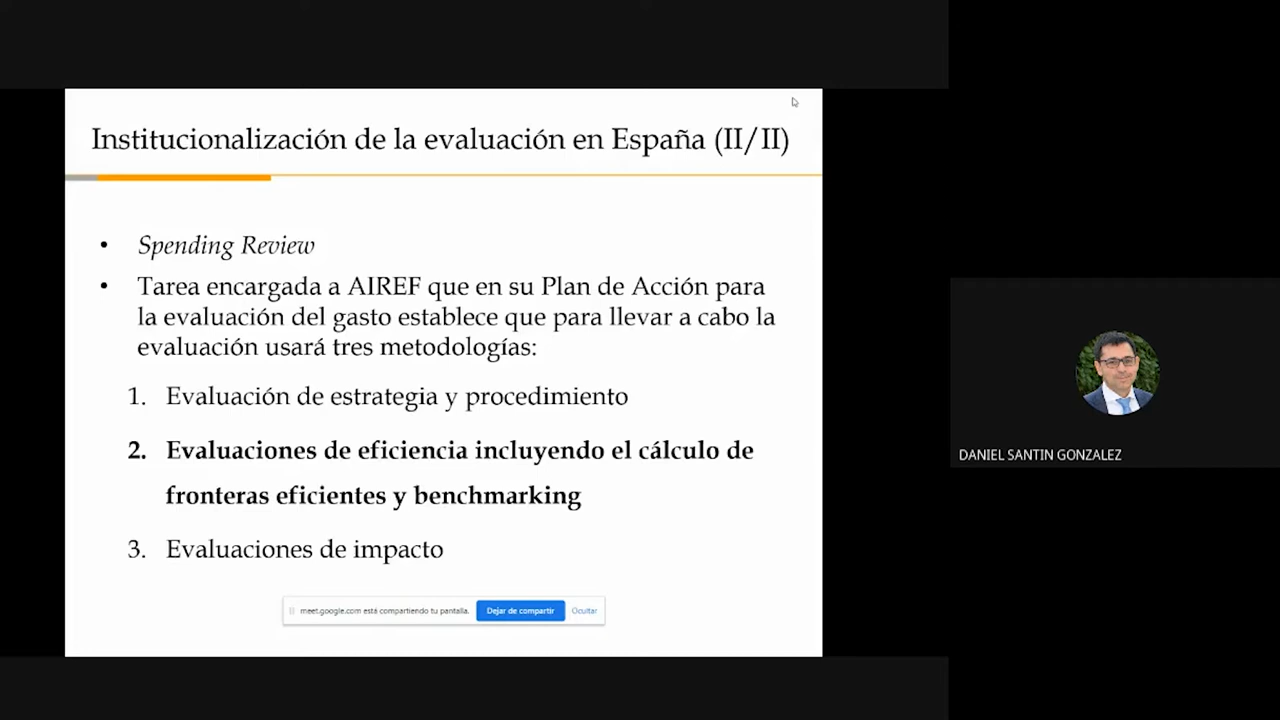 Institucionalización de la evaluación en España (II/II)
• Spending Review
• Tarea encargada a AIREF que en su Plan de Acción para
la evaluación del gasto establece que para llevar a cabo la
evaluación usará tres metodologías:
1. Evaluación de estrategia y procedimiento
2. Evaluaciones de eficiencia incluyendo el cálculo de
fronteras eficientes y benchmarking
3. Evaluaciones de impacto
meet.google.com está compartiendo tu pantalla. Dejar de compartir Ocultar
DANIEL SANTIN GONZALEZ